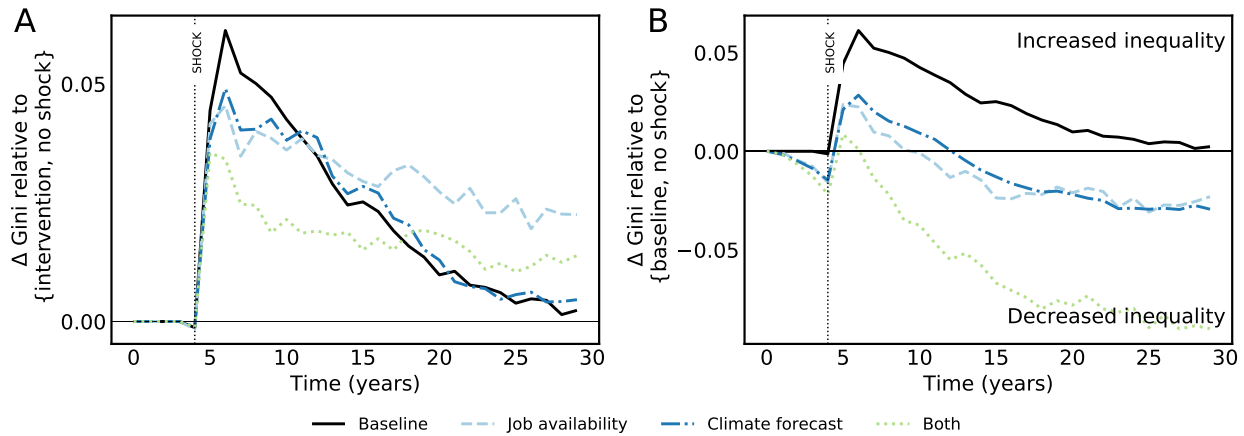 A
Δ Gini relative to
{intervention, no shock}
0.05
0.00
SHOCK
0 5 10 15 20 25 30
Time (years)
B
Δ Gini relative to
{baseline, no shock}
0.05
0.00
−0.05
SHOCK
Increased inequality
Decreased inequality
0 5 10 15 20 25 30
Time (years)
Baseline Job availability Climate forecast Both